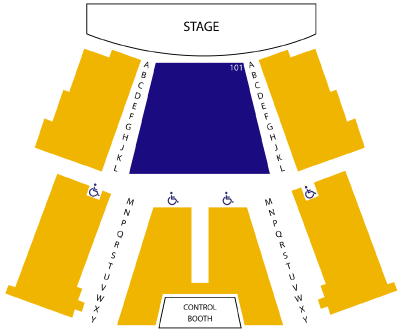 STAGE
A A
101
B B
C C
D D
E E
F F
G G
H H
J J
K K
L L
M M
N N
P P
Q Q
R R
S S
T T
U U
V V
W W
X X
Y Y
CONTROL
BOOTH